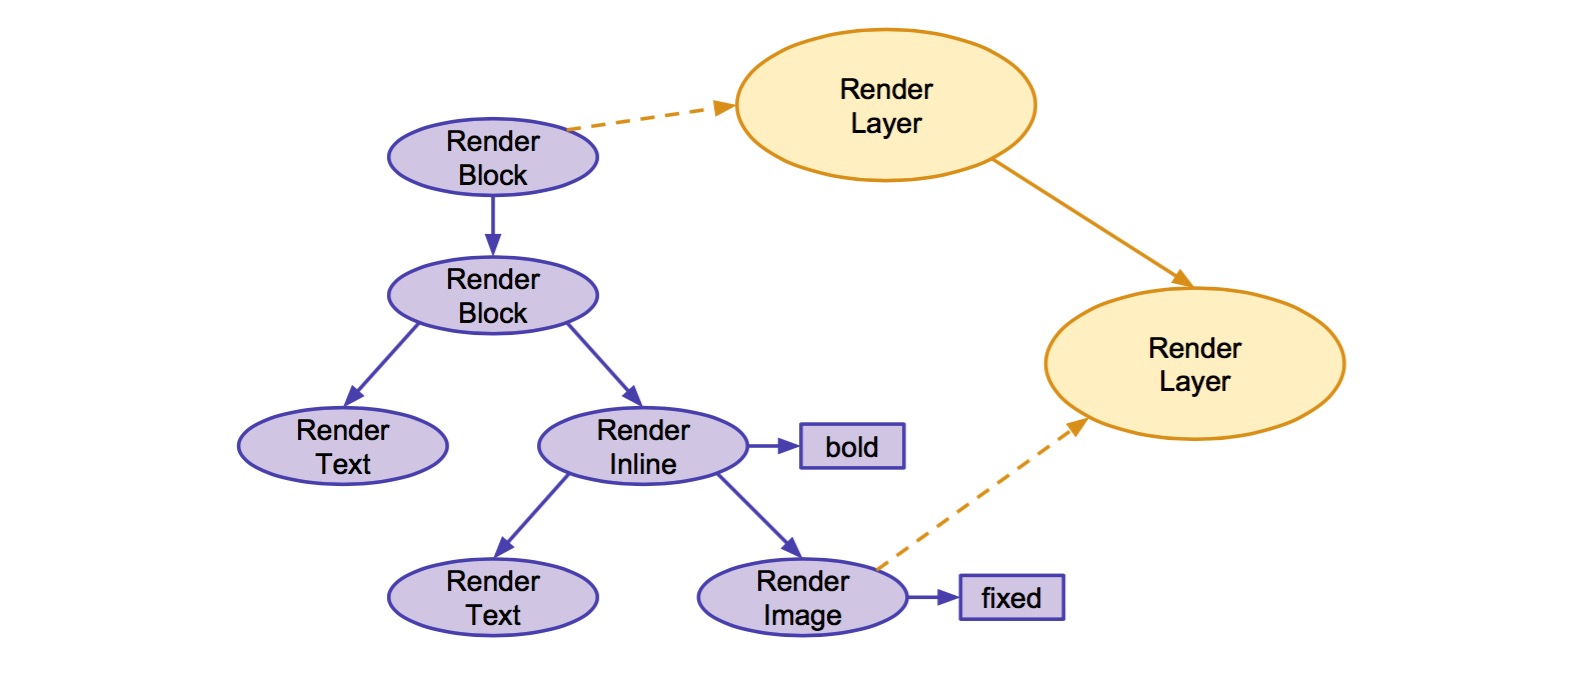 Render
Layer
Render
Block
Render
Block
Render
Layer
Render
Text
Render
Inline
bold
Render
Text
Render
Image
fixed